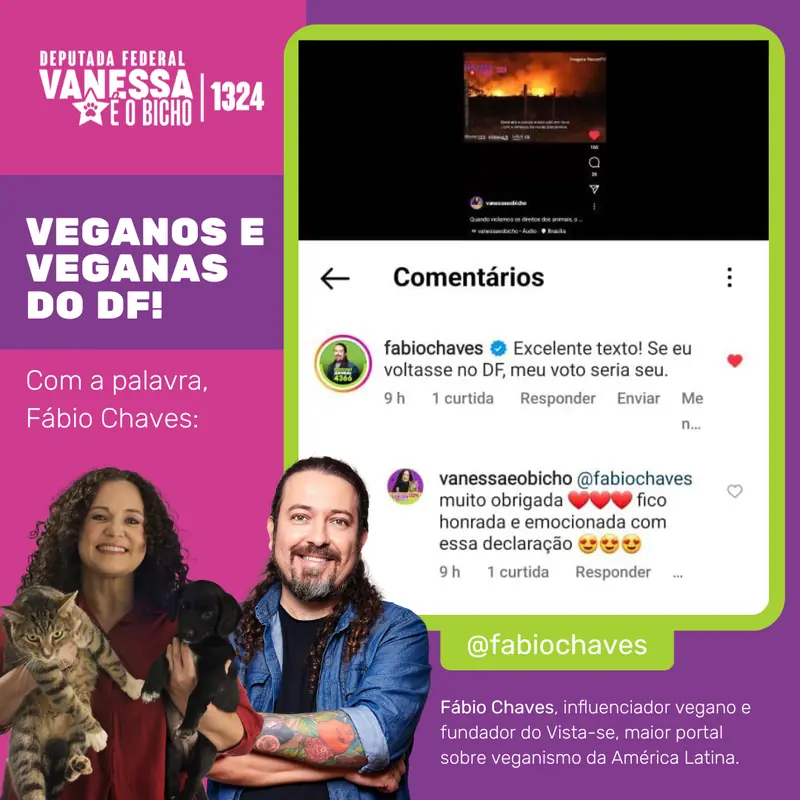 DEPUTADA FEDERAL
VANESSA
É O BICHO
1324
VEGANOS E
VEGANAS
DO DF!
Com a palavra,
Fábio Chaves:
vanessaeobicho
Quando violamos os direitos dos animais, o ...
vanessaeobicho • Áudio Brasília
Comentários
fabiochaves Excelente texto! Se eu
voltasse no DF, meu voto seria seu.
9 h 1 curtida Responder Enviar Me
n...
4366
vanessaeobicho @fabiochaves
muito obrigada ❤️❤️❤️ fico
honrada e emocionada com
essa declaração 😍😍😍
9 h 1 curtida Responder ...
@fabiochaves
Fábio Chaves, influenciador vegano e
fundador do Vista-se, maior portal
sobre veganismo da América Latina.